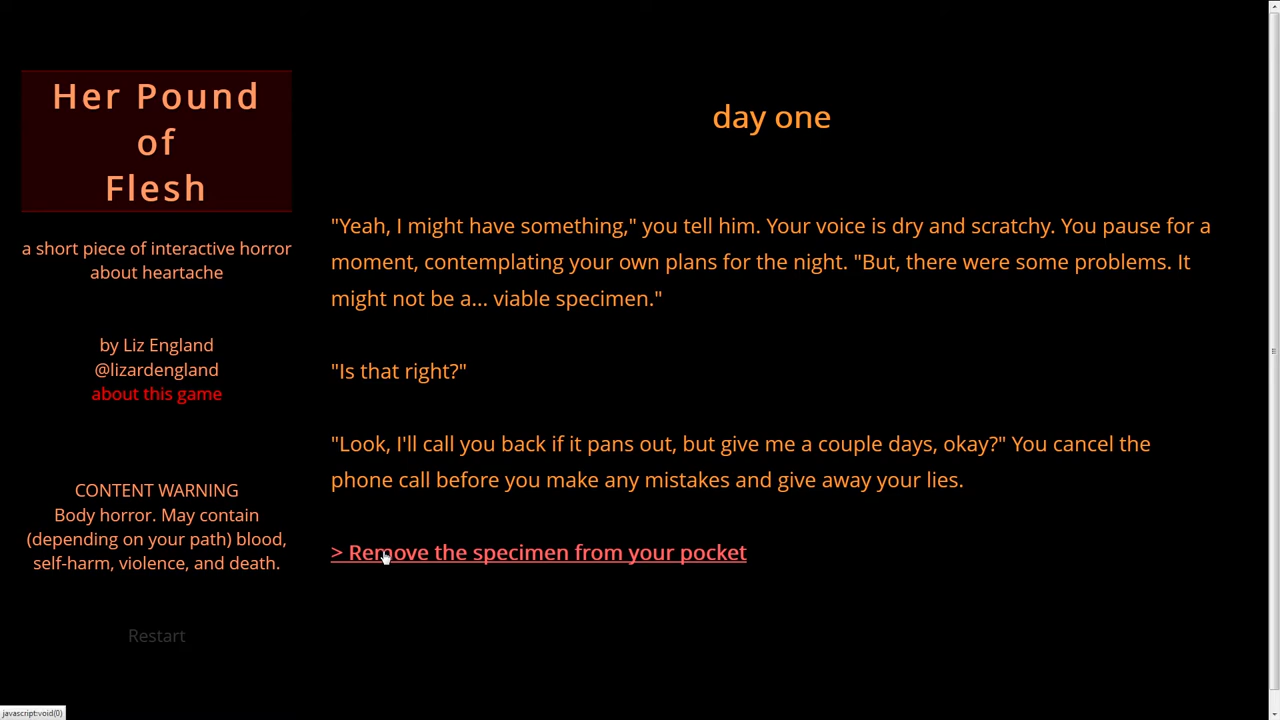 Her Pound
of
Flesh
a short piece of interactive horror
about heartache
by Liz England
@lizardengland
about this game
CONTENT WARNING
Body horror. May contain
(depending on your path) blood,
self-harm, violence, and death.
Restart
day one
"Yeah, I might have something," you tell him. Your voice is dry and scratchy. You pause for a
moment, contemplating your own plans for the night. "But, there were some problems. It
might not be a... viable specimen."
"Is that right?"
"Look, I'll call you back if it pans out, but give me a couple days, okay?" You cancel the
phone call before you make any mistakes and give away your lies.
> Remove the specimen from your pocket
javascript:void(0)